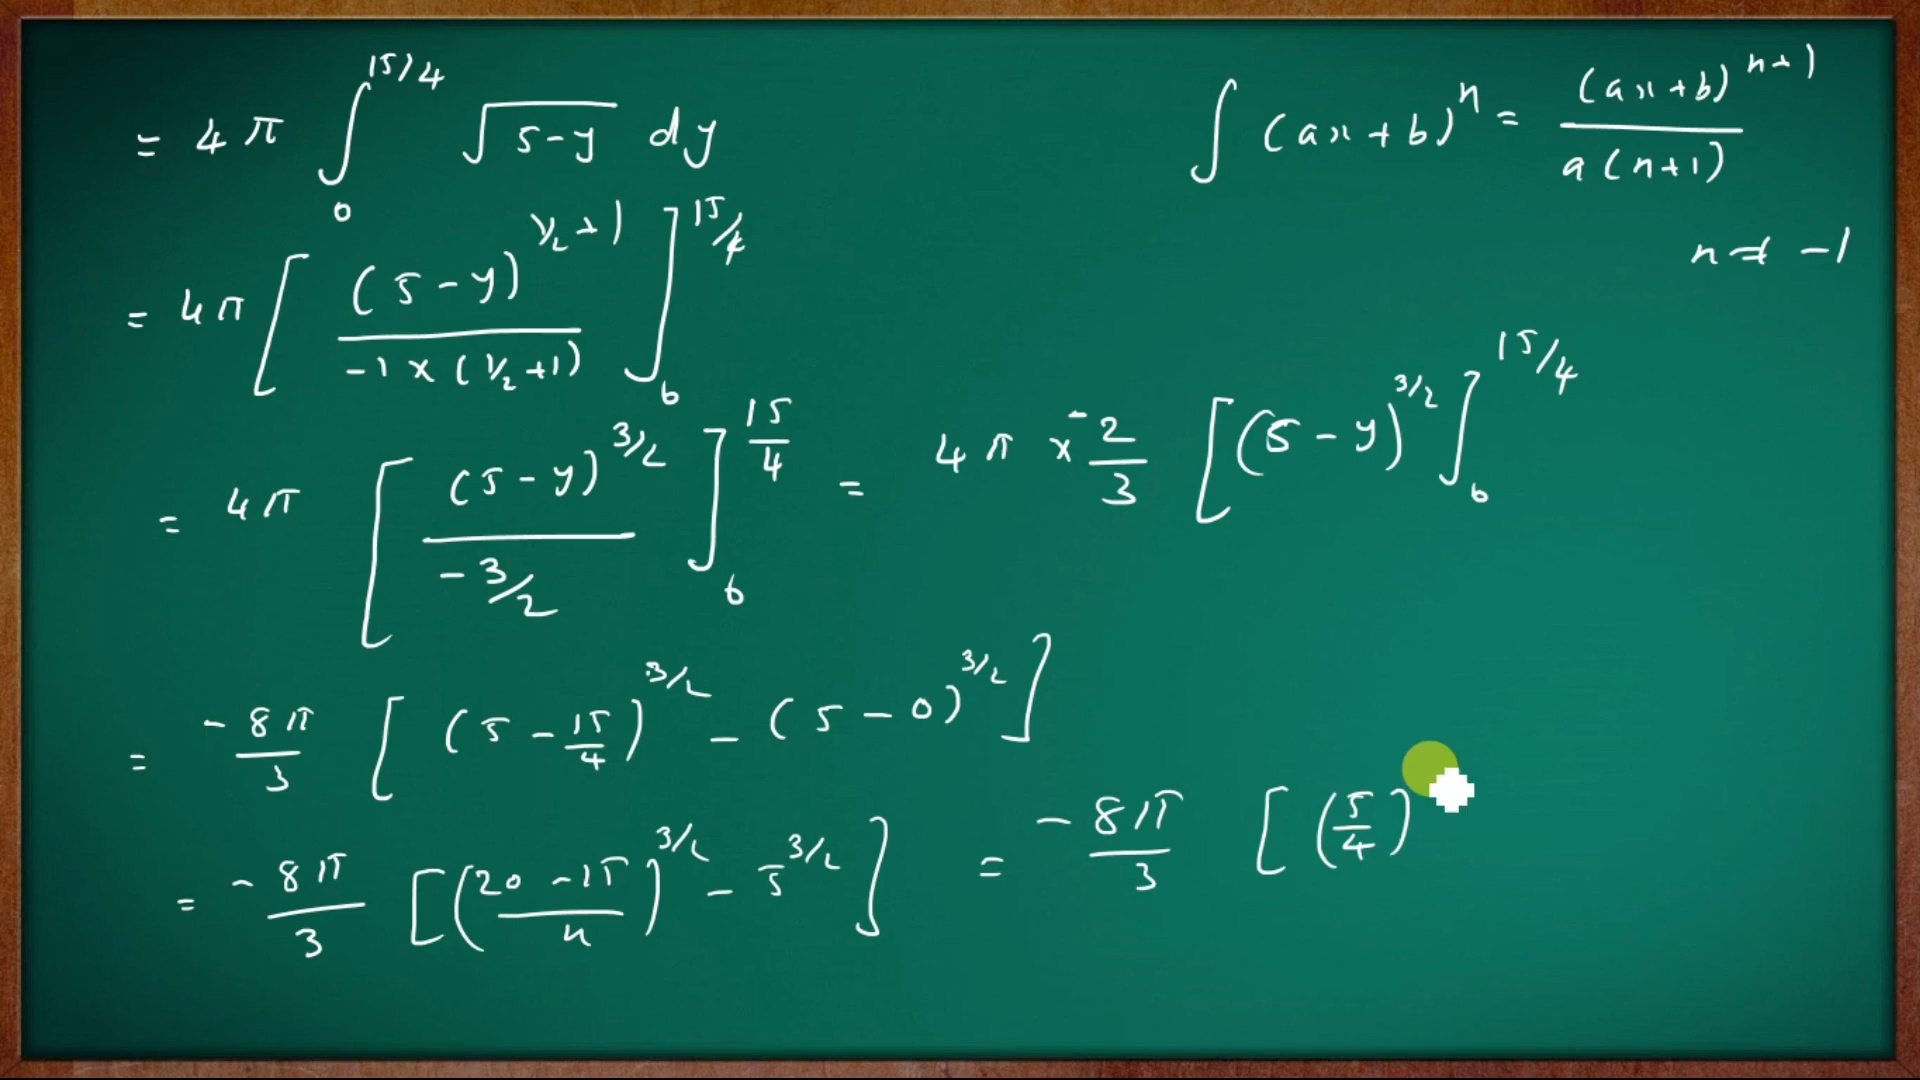 = 4π ∫₀^{15/4} √(5-y) dy
∫ (ax+b)^n = (ax+b)^{n+1} / a(n+1)
n ≠ -1
= 4π [ (5-y)^{1/2+1} / -1 × (1/2+1) ]₀^{15/4}
= 4π [ (5-y)^{3/2} / -3/2 ]₀^{15/4} = 4π × -2/3 [ (5-y)^{3/2} ]₀^{15/4}
= -8π/3 [ (5 - 15/4)^{3/2} - (5-0)^{3/2} ]
= -8π/3 [ ((20-15)/4)^{3/2} - 5^{3/2} ] = -8π/3 [ (5/4)